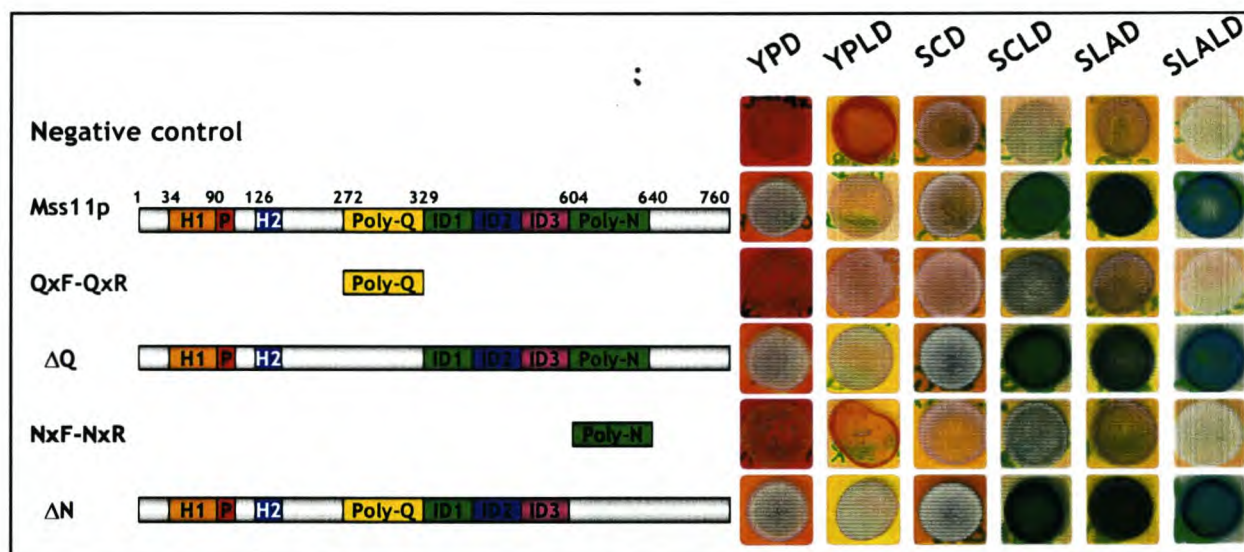 YPD YPLD SCD SCLD SLAD SLALD
:
Negative control
1 34 90 126 272 329 604 640 760
Mss11p H1 P H2 Poly-Q ID1 ID2 ID3 Poly-N
QxF-QxR Poly-Q
ΔQ H1 P H2 ID1 ID2 ID3 Poly-N
NxF-NxR Poly-N
ΔN H1 P H2 Poly-Q ID1 ID2 ID3